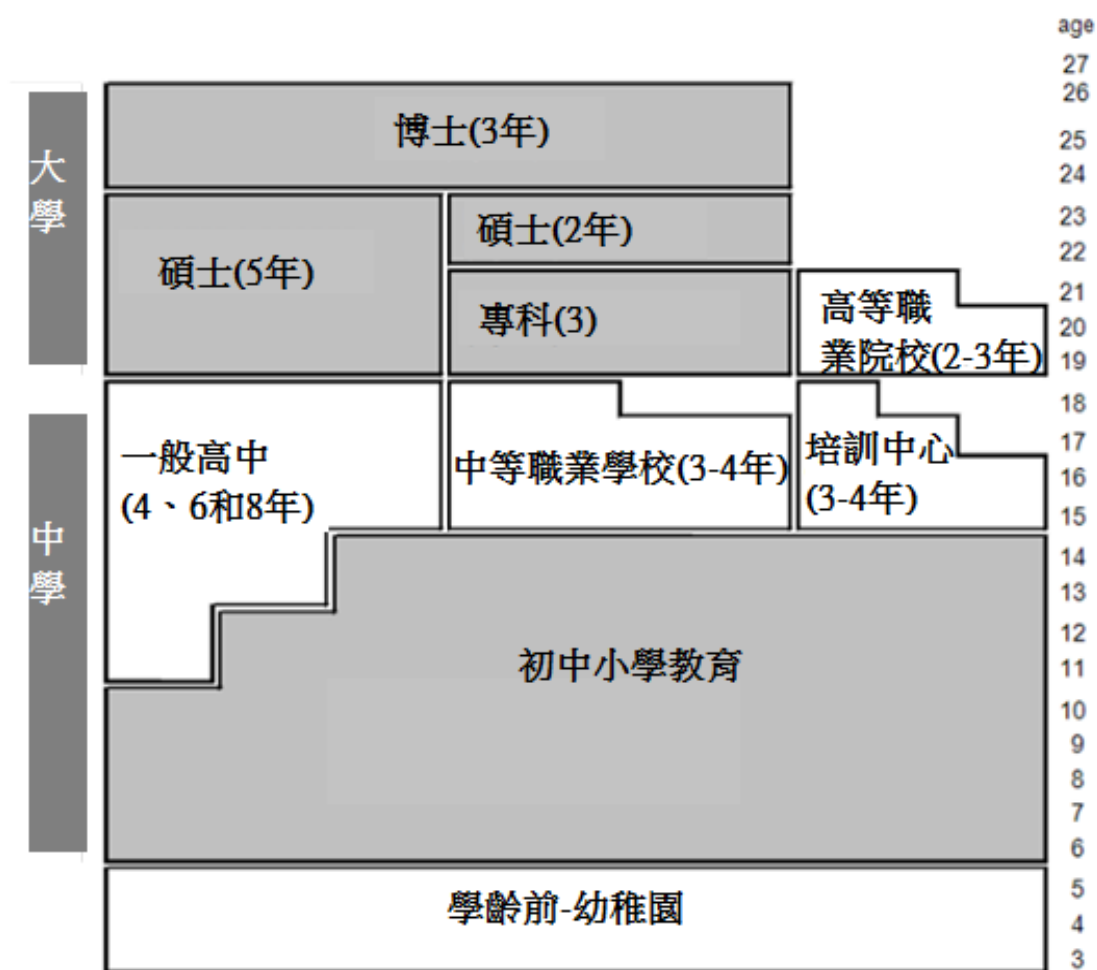 age
27
26
博士(3年)
25
24
大
學
碩士(5年)
碩士(2年)
23
22
專科(3)
高等職
業院校(2-3年)
21
20
19
一般高中
(4、6和8年)
中等職業學校(3-4年)
培訓中心
(3-4年)
18
17
16
15
中
學
14
13
12
11
初中小學教育
10
9
8
7
6
學齡前-幼稚園
5
4
3